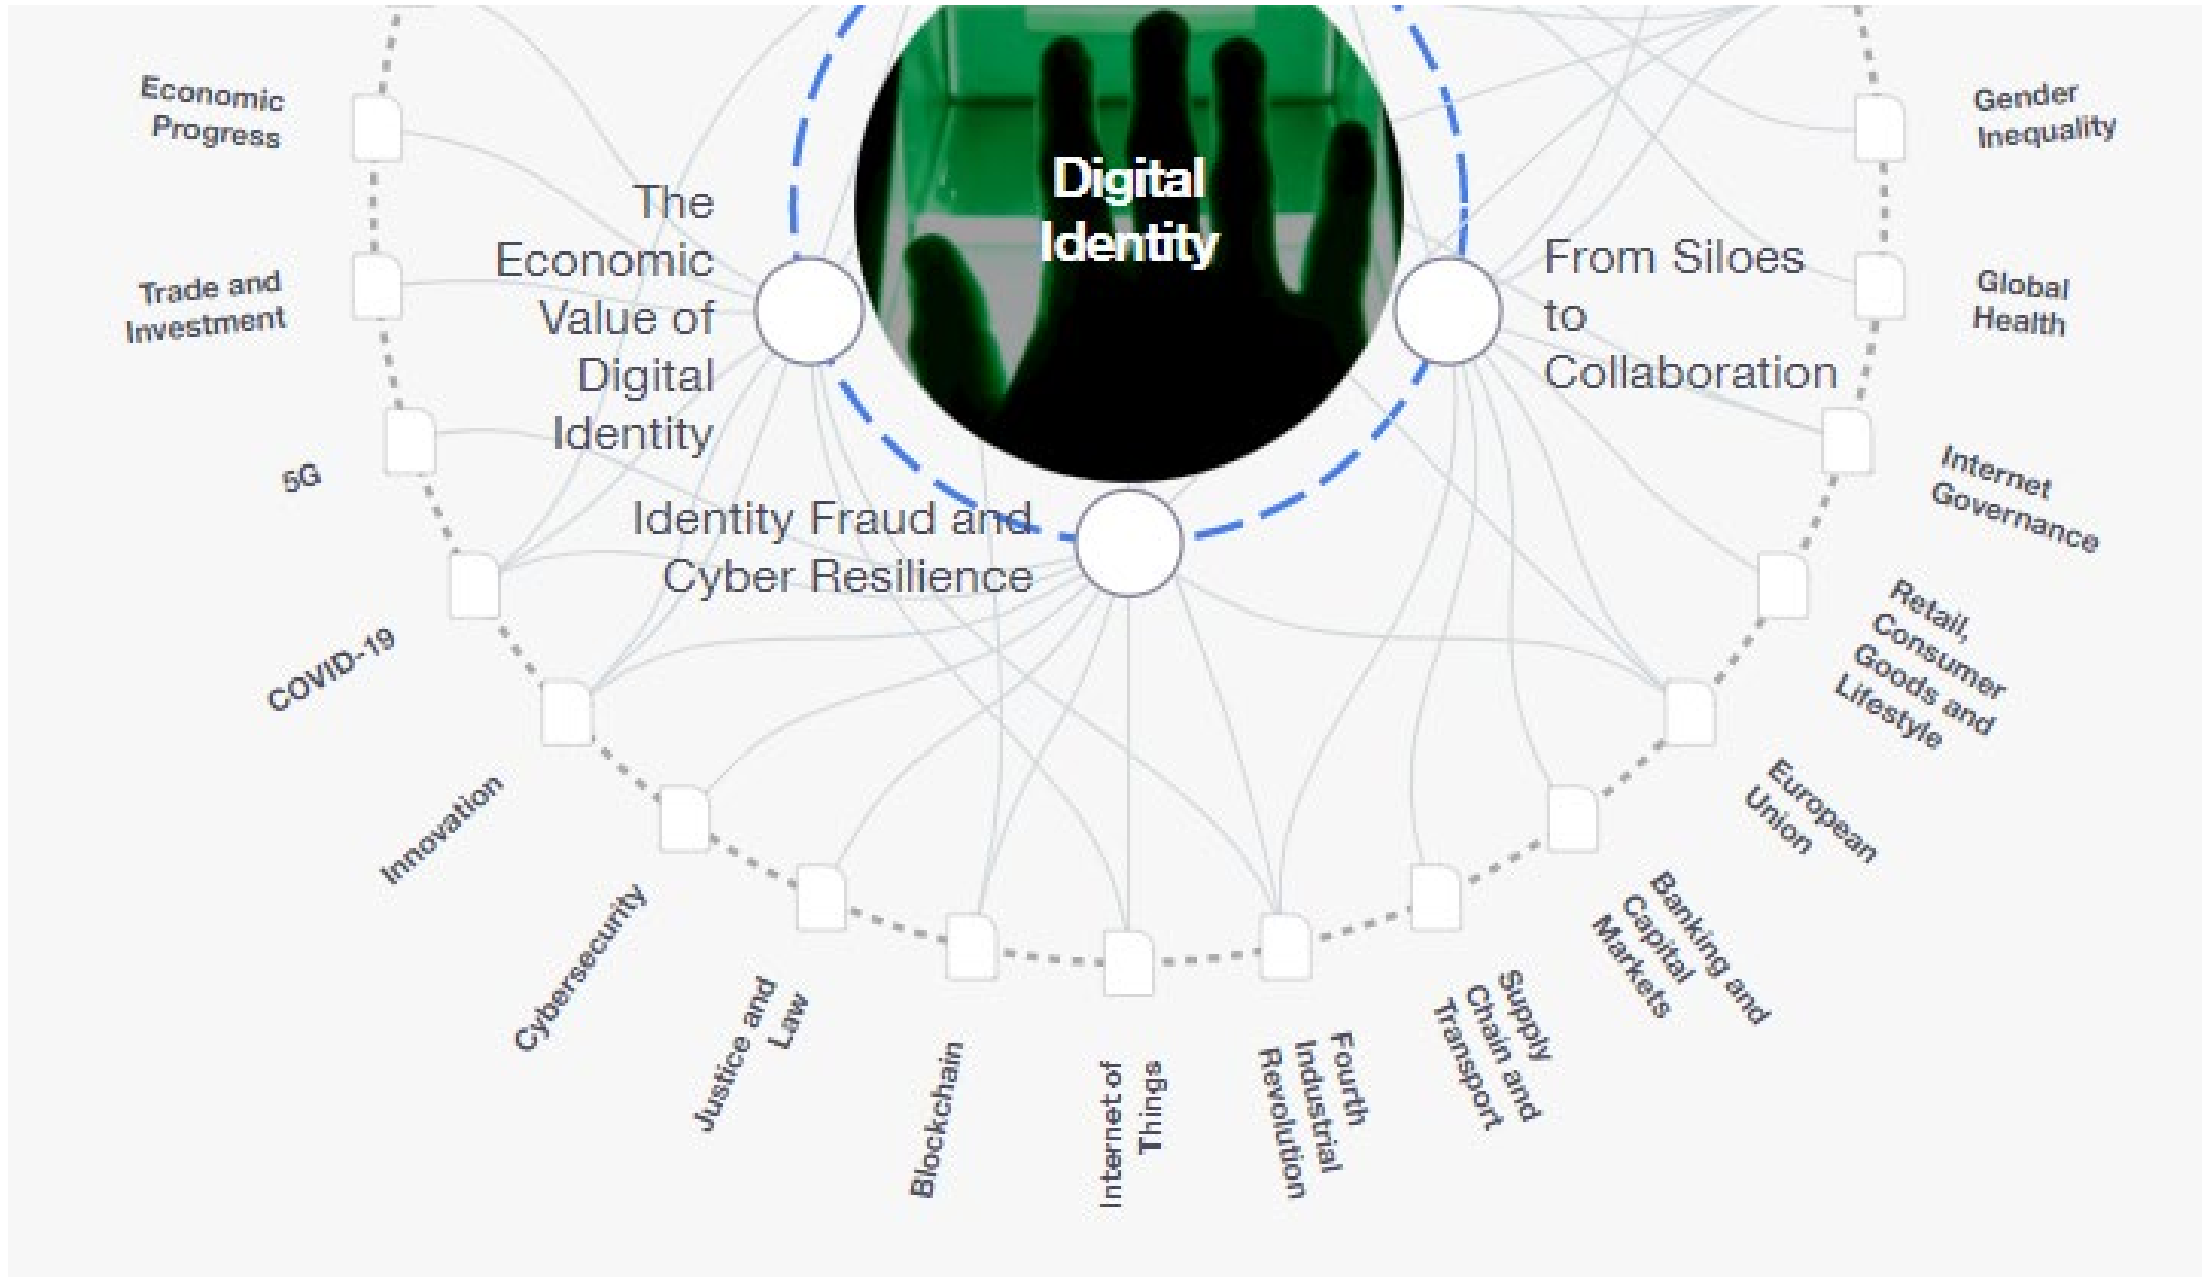 Digital
Identity
The
Economic
Value of
Digital
Identity
Identity Fraud and
Cyber Resilience
From Siloes
to
Collaboration
Economic
Progress
Trade and
Investment
5G
COVID-19
Innovation
Cybersecurity
Justice and
Law
Blockchain
Internet of
Things
Fourth
Industrial
Revolution
Supply
Chain and
Transport
Banking and
Capital
Markets
European
Union
Retail,
Consumer
Goods and
Lifestyle
Internet
Governance
Global
Health
Gender
Inequality